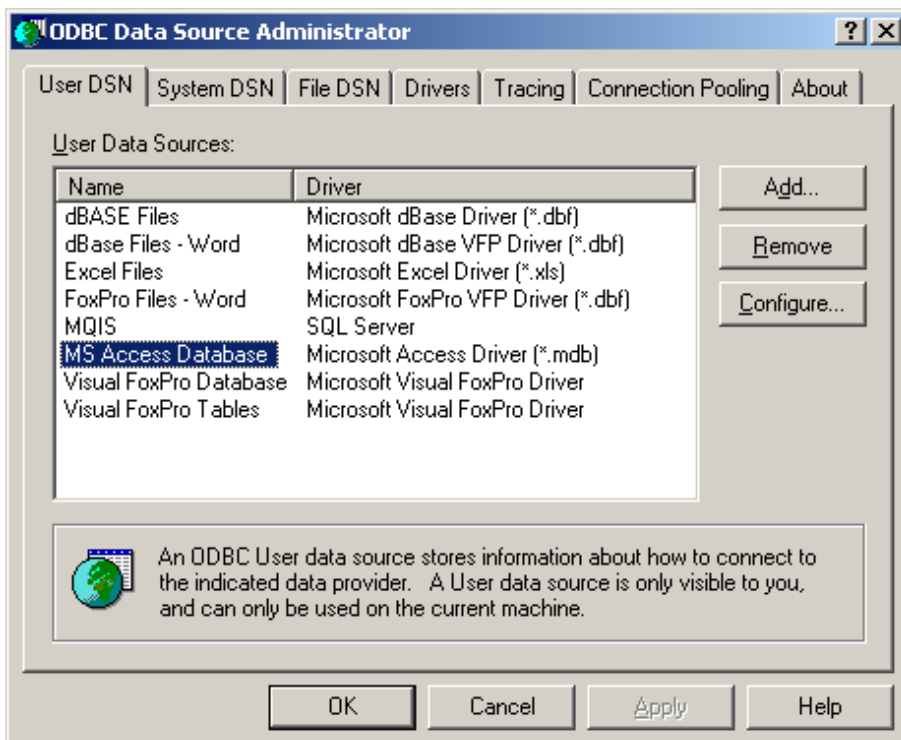 ODBC Data Source Administrator
User DSN System DSN File DSN Drivers Tracing Connection Pooling About
User Data Sources:
Name Driver
dBASE Files Microsoft dBase Driver (*.dbf)
dBase Files - Word Microsoft dBase VFP Driver (*.dbf)
Excel Files Microsoft Excel Driver (*.xls)
FoxPro Files - Word Microsoft FoxPro VFP Driver (*.dbf)
MQIS SQL Server
MS Access Database Microsoft Access Driver (*.mdb)
Visual FoxPro Database Microsoft Visual FoxPro Driver
Visual FoxPro Tables Microsoft Visual FoxPro Driver
Add...
Remove
Configure...
An ODBC User data source stores information about how to connect to
the indicated data provider. A User data source is only visible to you,
and can only be used on the current machine.
OK Cancel Apply Help